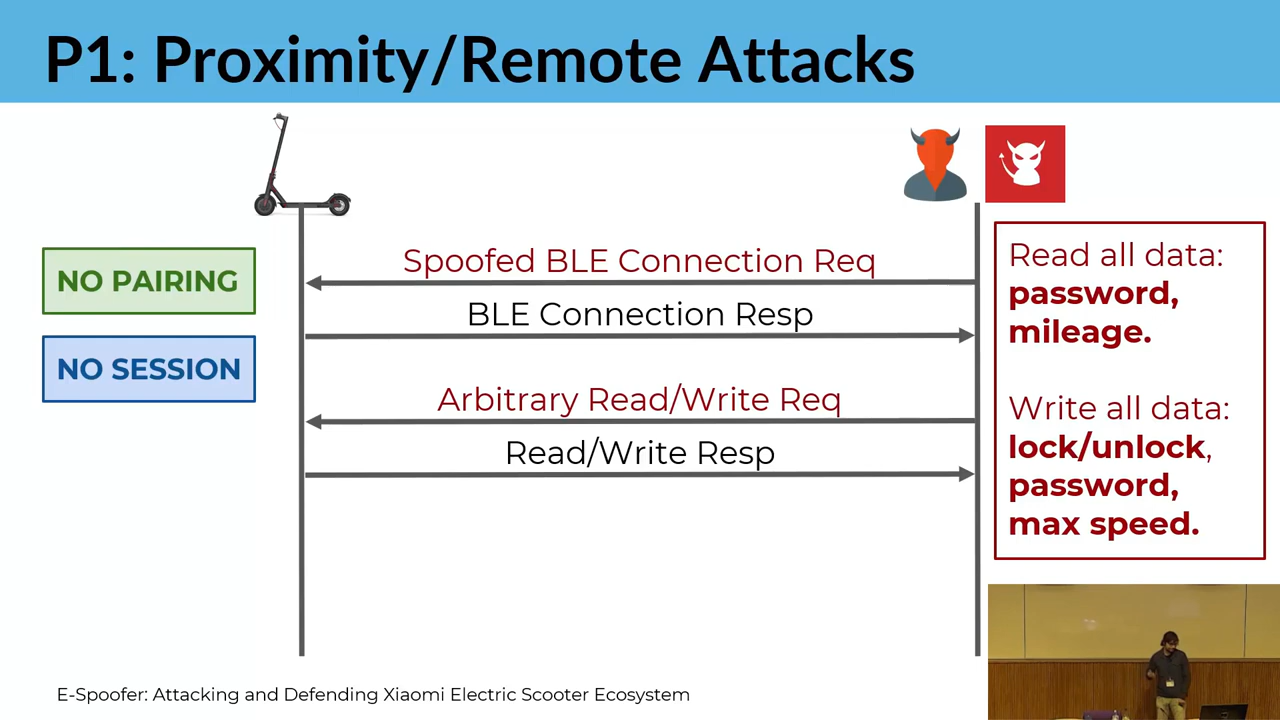 P1: Proximity/Remote Attacks
NO PAIRING
NO SESSION
Spoofed BLE Connection Req
BLE Connection Resp
Arbitrary Read/Write Req
Read/Write Resp
Read all data:
password,
mileage.
Write all data:
lock/unlock,
password,
max speed.
E-Spoofer: Attacking and Defending Xiaomi Electric Scooter Ecosystem